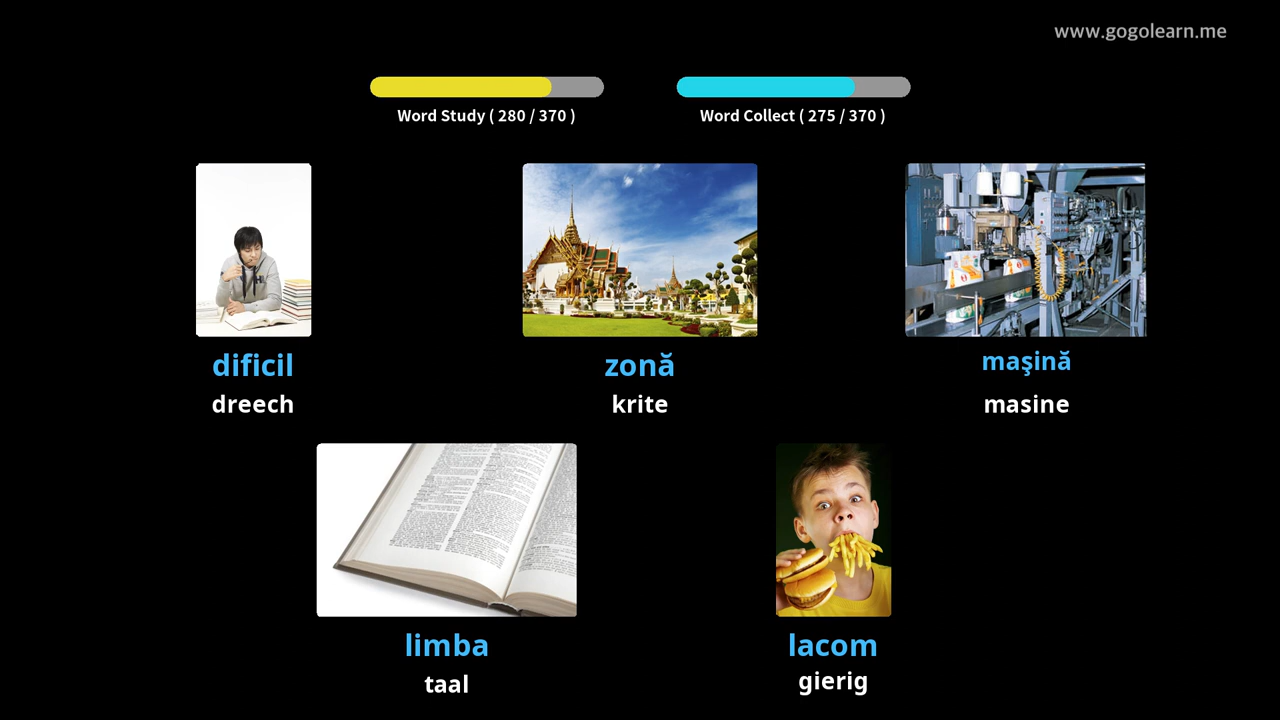 www.gogolearn.me
Word Study ( 280 / 370 )
Word Collect ( 275 / 370 )
dificil
dreech
zonă
krite
maşină
masine
limba
taal
lacom
gierig